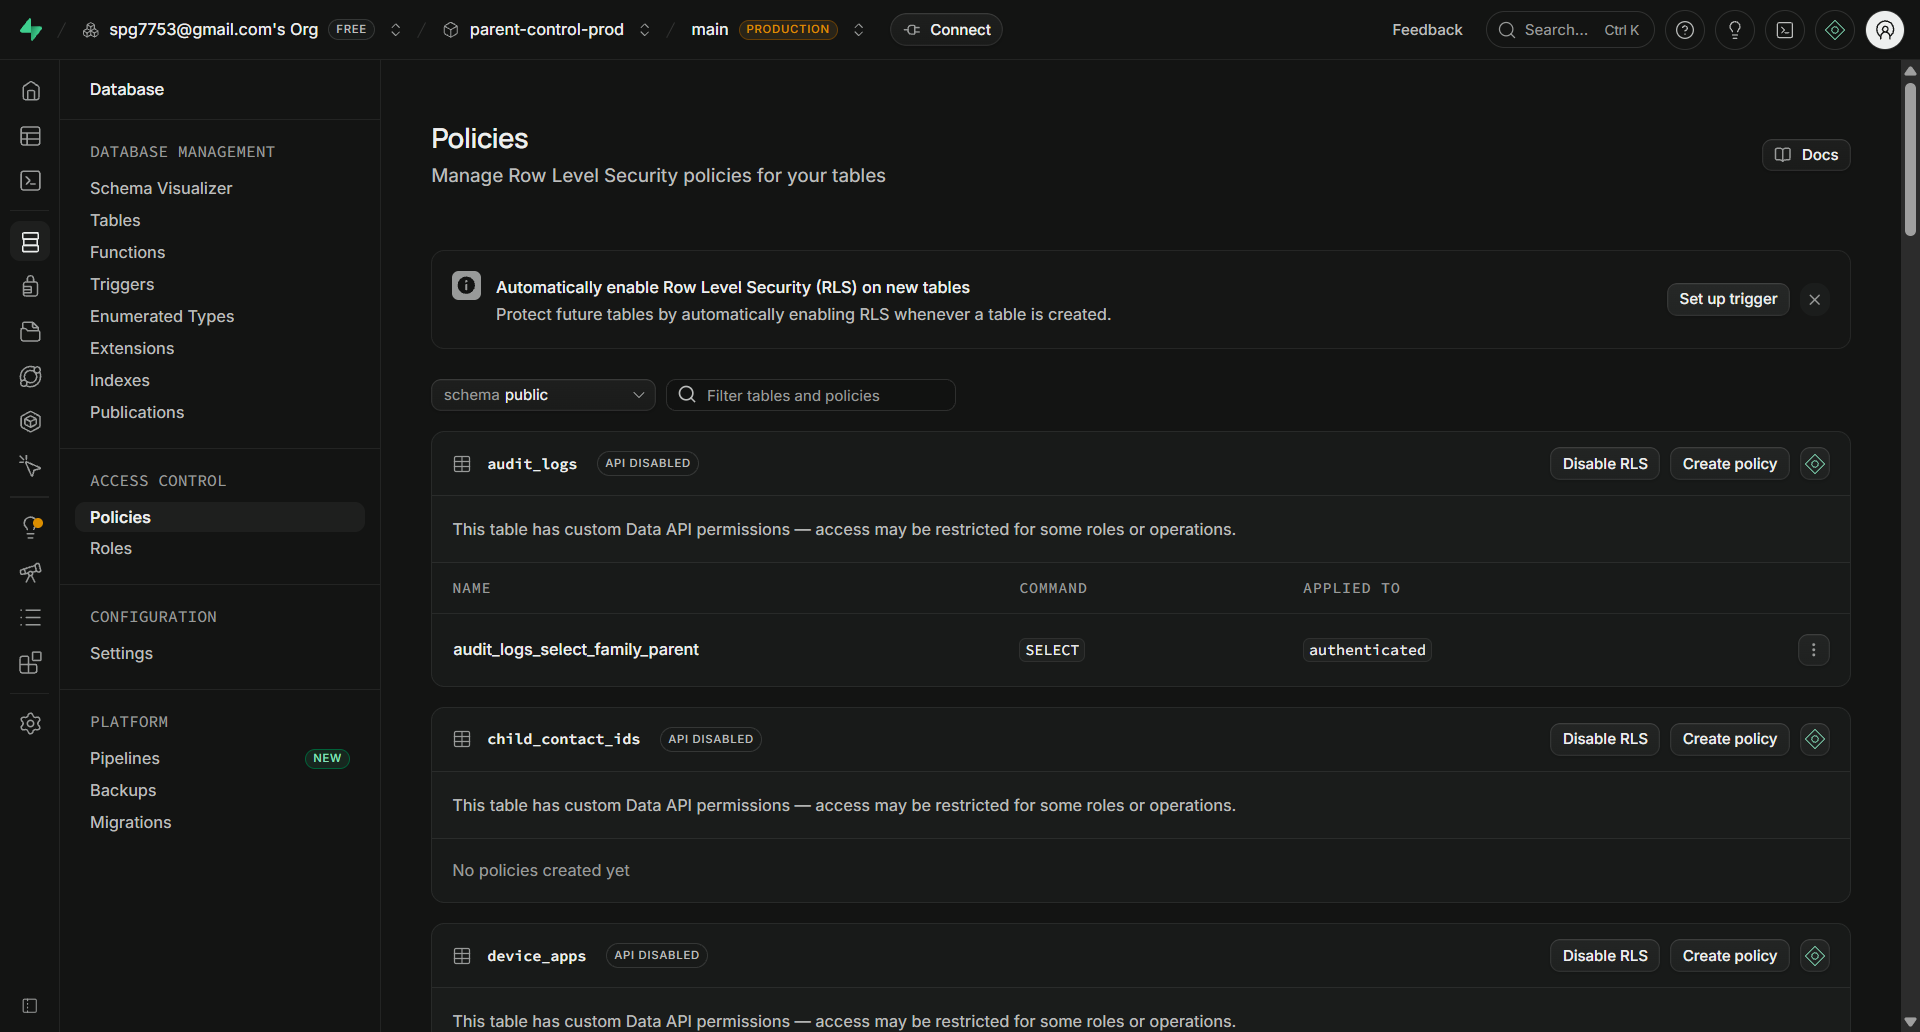 spg7753@gmail.com's Org FREE parent-control-prod main PRODUCTION Connect Feedback Search... Ctrl K
Database
DATABASE MANAGEMENT
Schema Visualizer
Tables
Functions
Triggers
Enumerated Types
Extensions
Indexes
Publications
ACCESS CONTROL
Policies
Roles
CONFIGURATION
Settings
PLATFORM
Pipelines NEW
Backups
Migrations
Policies
Manage Row Level Security policies for your tables
Docs
Automatically enable Row Level Security (RLS) on new tables
Protect future tables by automatically enabling RLS whenever a table is created.
Set up trigger
schema public
Filter tables and policies
audit_logs API DISABLED Disable RLS Create policy
This table has custom Data API permissions — access may be restricted for some roles or operations.
NAME COMMAND APPLIED TO
audit_logs_select_family_parent SELECT authenticated
child_contact_ids API DISABLED Disable RLS Create policy
This table has custom Data API permissions — access may be restricted for some roles or operations.
No policies created yet
device_apps API DISABLED Disable RLS Create policy
This table has custom Data API permissions — access may be restricted for some roles or operations.